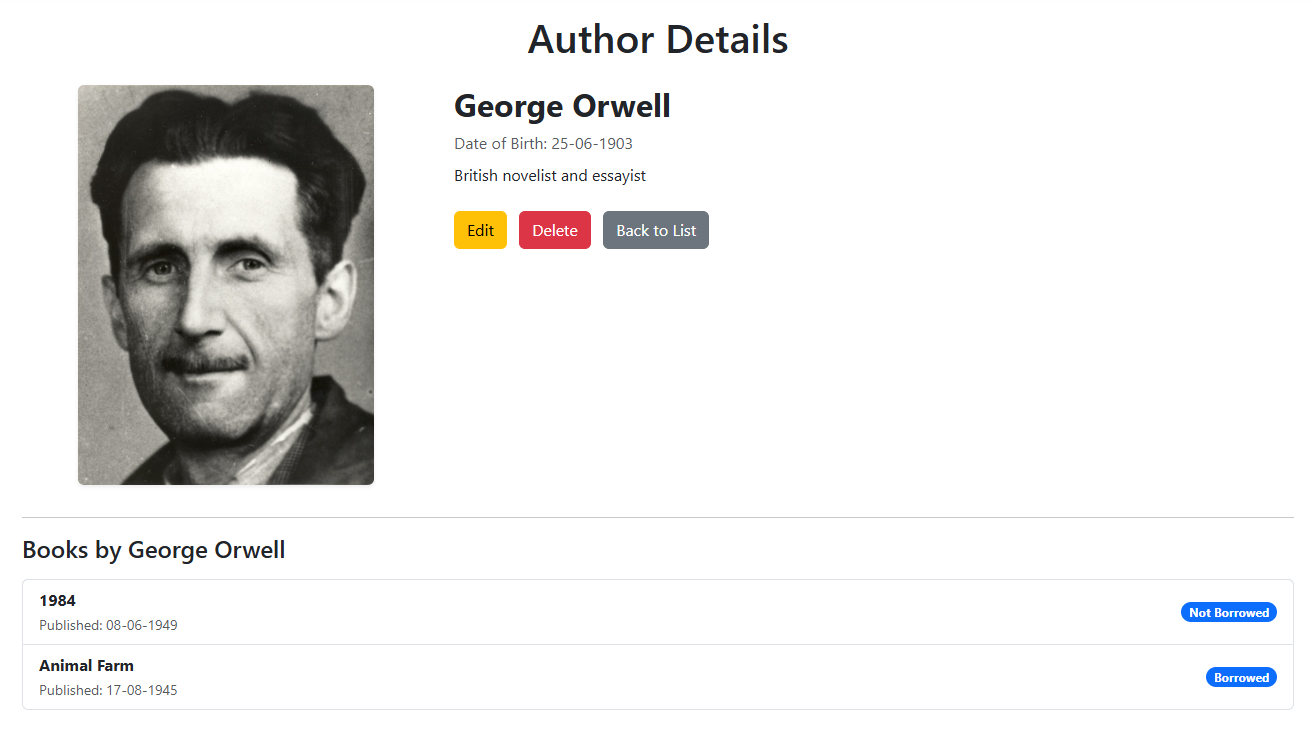 Author Details
George Orwell
Date of Birth: 25-06-1903
British novelist and essayist
Edit Delete Back to List
Books by George Orwell
1984
Published: 08-06-1949
Not Borrowed
Animal Farm
Published: 17-08-1945
Borrowed